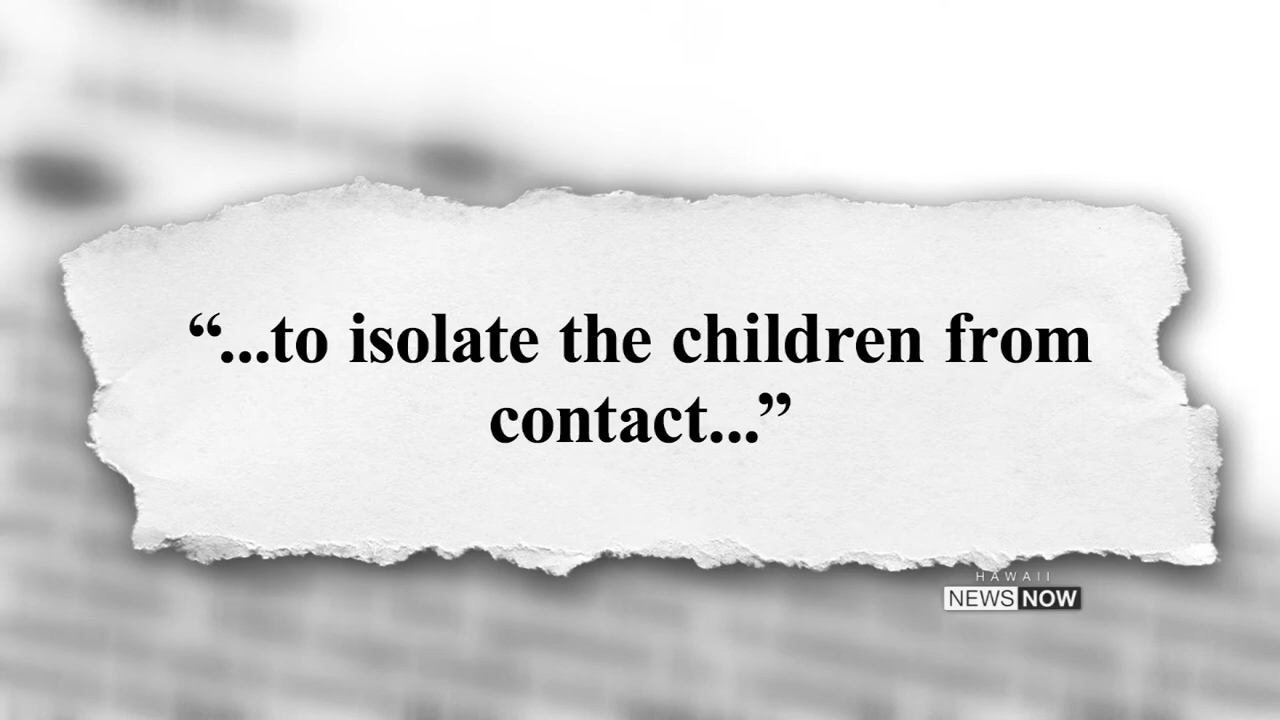 “...to isolate the children from
contact...”
HAWAII
NEWS NOW